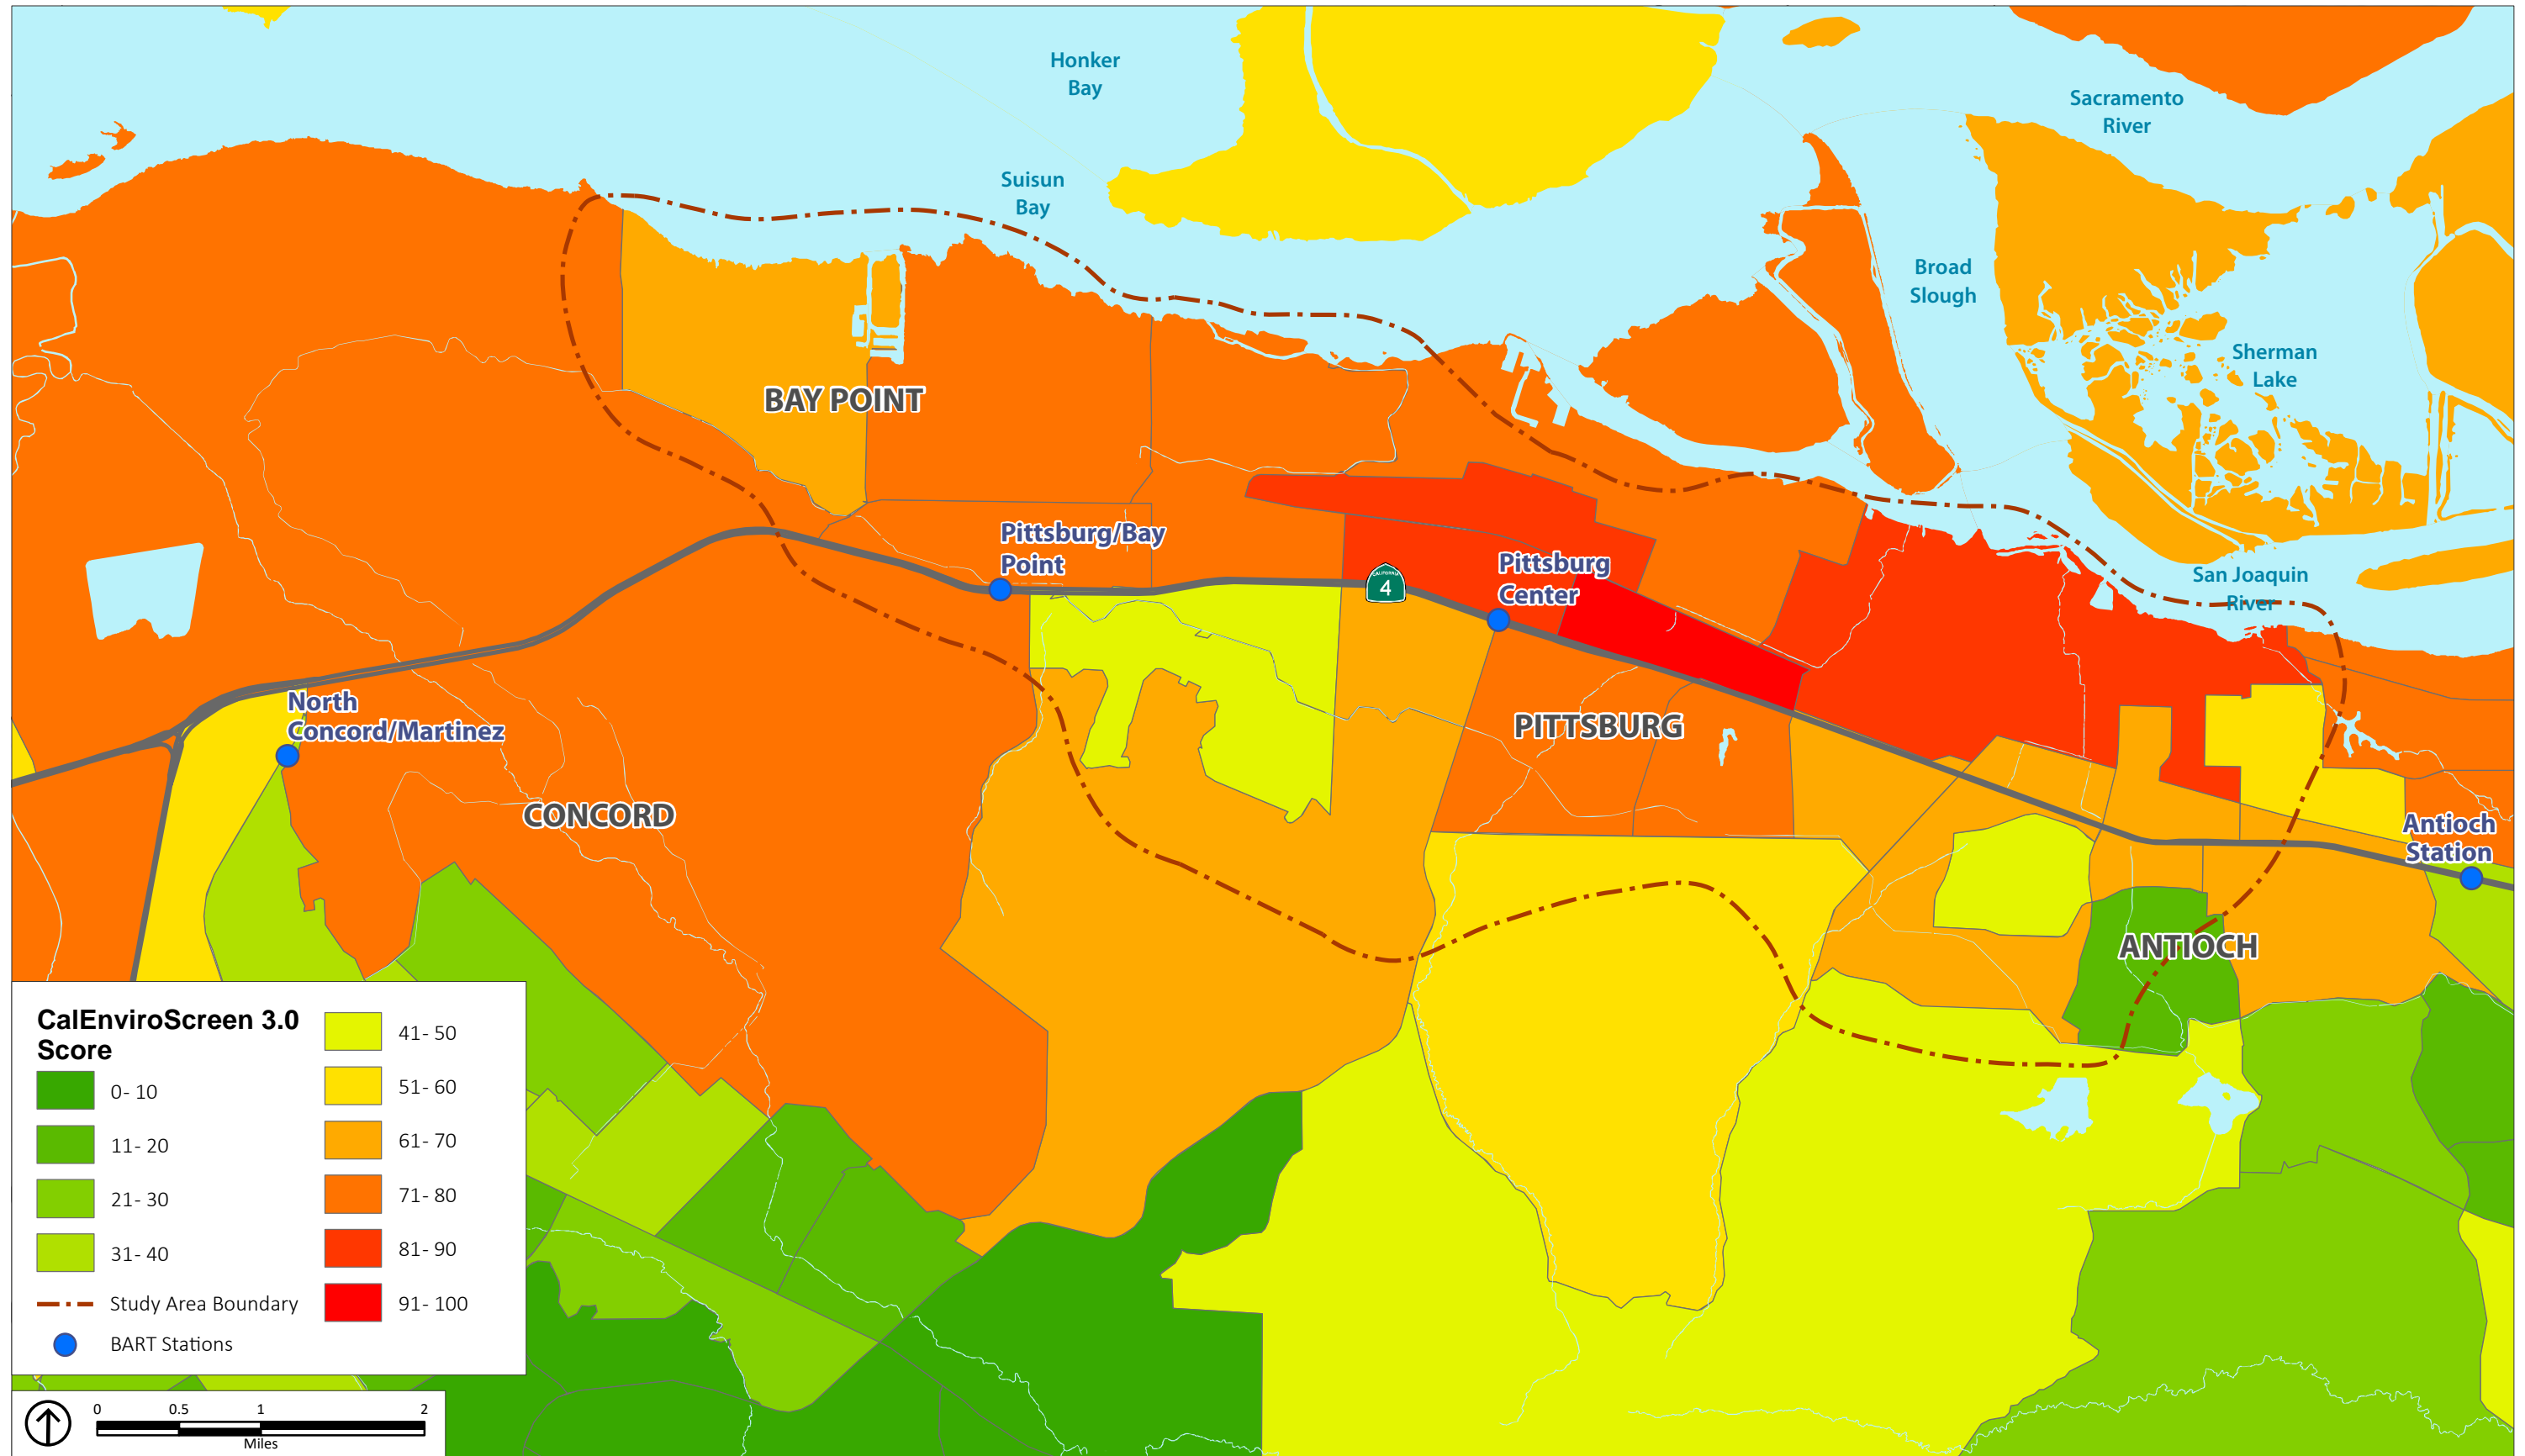 Honker
Bay
Sacramento
River
Suisun
Bay
Broad
Slough
Sherman
Lake
BAY POINT
Pittsburg/Bay
Point
Pittsburg
Center
CALIFORNIA
4
San Joaquin
River
North
Concord/Martinez
PITTSBURG
CONCORD
Antioch
Station
ANTIOCH
CalEnviroScreen 3.0
Score
0- 10
11- 20
21- 30
31- 40
41- 50
51- 60
61- 70
71- 80
81- 90
91- 100
Study Area Boundary
BART Stations
0 0.5 1 2
Miles